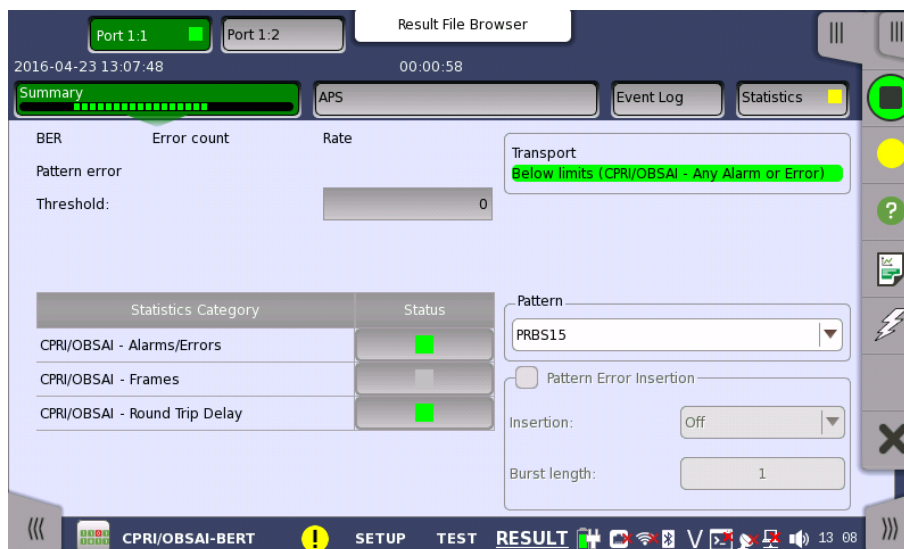 Result File Browser
Port 1:1
Port 1:2
2016-04-23 13:07:48
00:00:58
Summary
APS
Event Log
Statistics
BER
Error count
Rate
Pattern error
Threshold:
0
Transport
Below limits (CPRI/OBSAI - Any Alarm or Error)
Statistics Category
Status
CPRI/OBSAI - Alarms/Errors
CPRI/OBSAI - Frames
CPRI/OBSAI - Round Trip Delay
Pattern
PRBS15
Pattern Error Insertion
Insertion:
Off
Burst length:
1
CPRI/OBSAI-BERT
SETUP
TEST
RESULT
13 08